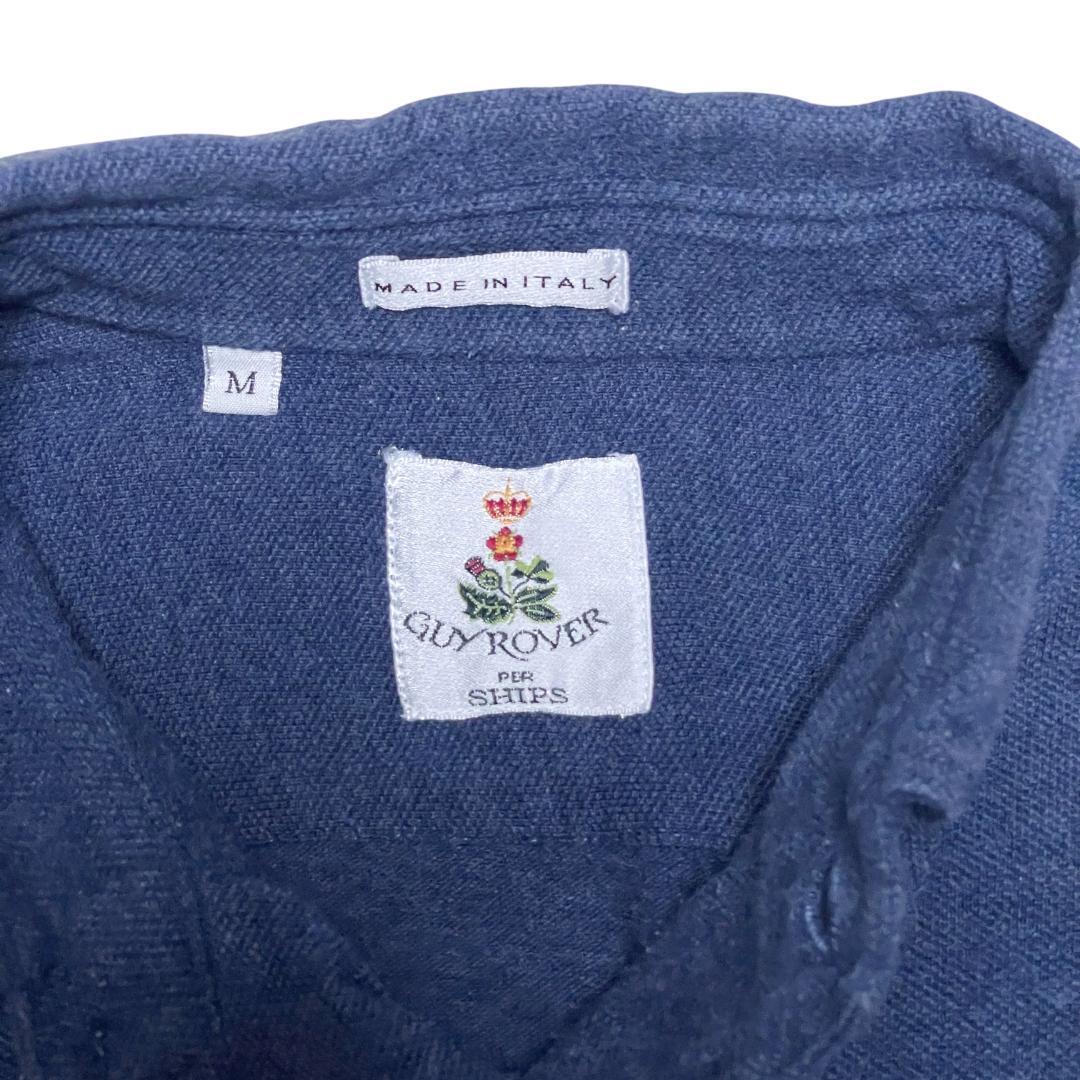 MADE IN ITALY
M
GUY ROVER
PER
SHIPS